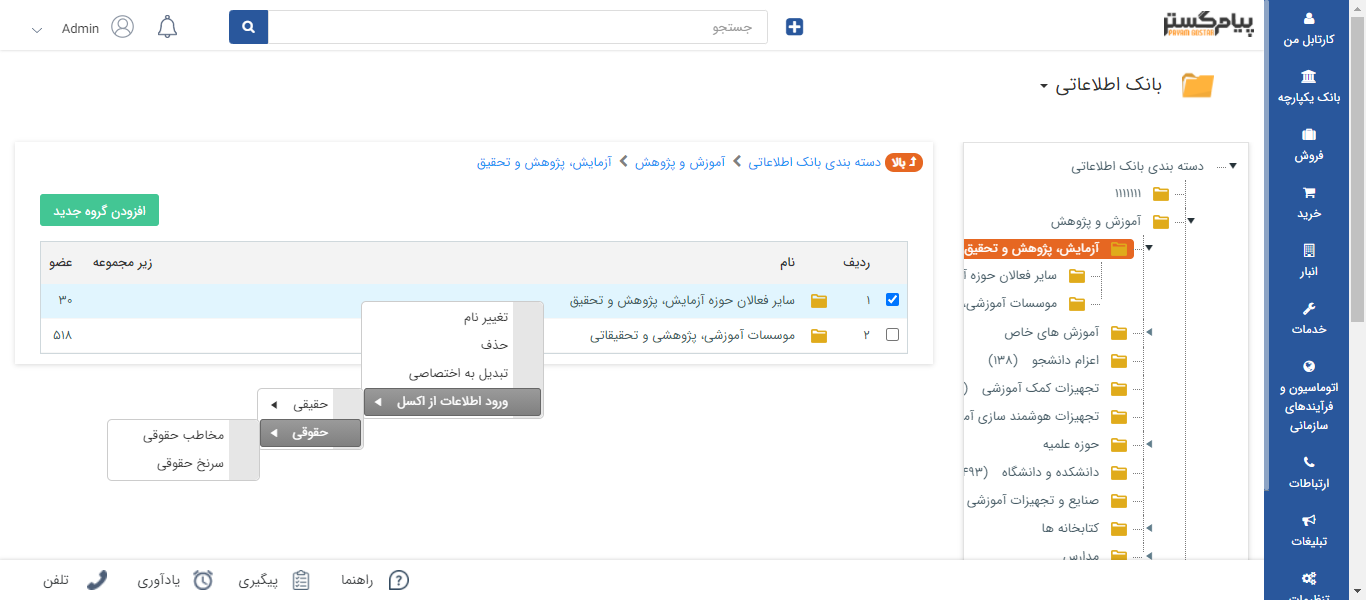 پیام‌گستر
PAYAMGOSTAR
جستجو
Admin
کارتابل من
بانک یکپارچه
فروش
خرید
انبار
خدمات
اتوماسیون و
فرآیندهای
سازمانی
ارتباطات
تبلیغات
تنظیمات
بانک اطلاعاتی
دسته بندی بانک اطلاعاتی
۱۱۱۱۱۱۱
آموزش و پژوهش
آزمایش، پژوهش و تحقیق
سایر فعالان حوزه آ
موسسات آموزشی،
آموزش های خاص
اعزام دانشجو (۱۳۸)
تجهیزات کمک آموزشی (
تجهیزات هوشمند سازی آم
حوزه علمیه
دانشکده و دانشگاه (۴۹۳
صنایع و تجهیزات آموزشی
کتابخانه ها
مدارس
بالا دسته بندی بانک اطلاعاتی آموزش و پژوهش آزمایش، پژوهش و تحقیق
افزودن گروه جدید
ردیف نام زیر مجموعه عضو
۱ سایر فعالان حوزه آزمایش، پژوهش و تحقیق ۳۰
۲ موسسات آموزشی، پژوهشی و تحقیقاتی ۵۱۸
تغییر نام
حذف
تبدیل به اختصاصی
ورود اطلاعات از اکسل
حقیقی
حقوقی
مخاطب حقوقی
سرنخ حقوقی
راهنما پیگیری یادآوری تلفن